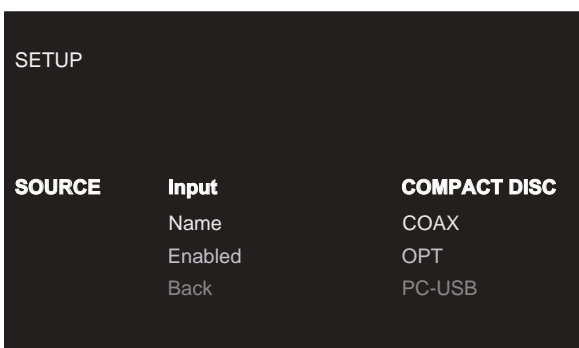 SETUP
SOURCE Input COMPACT DISC
Name COAX
Enabled OPT
Back PC-USB